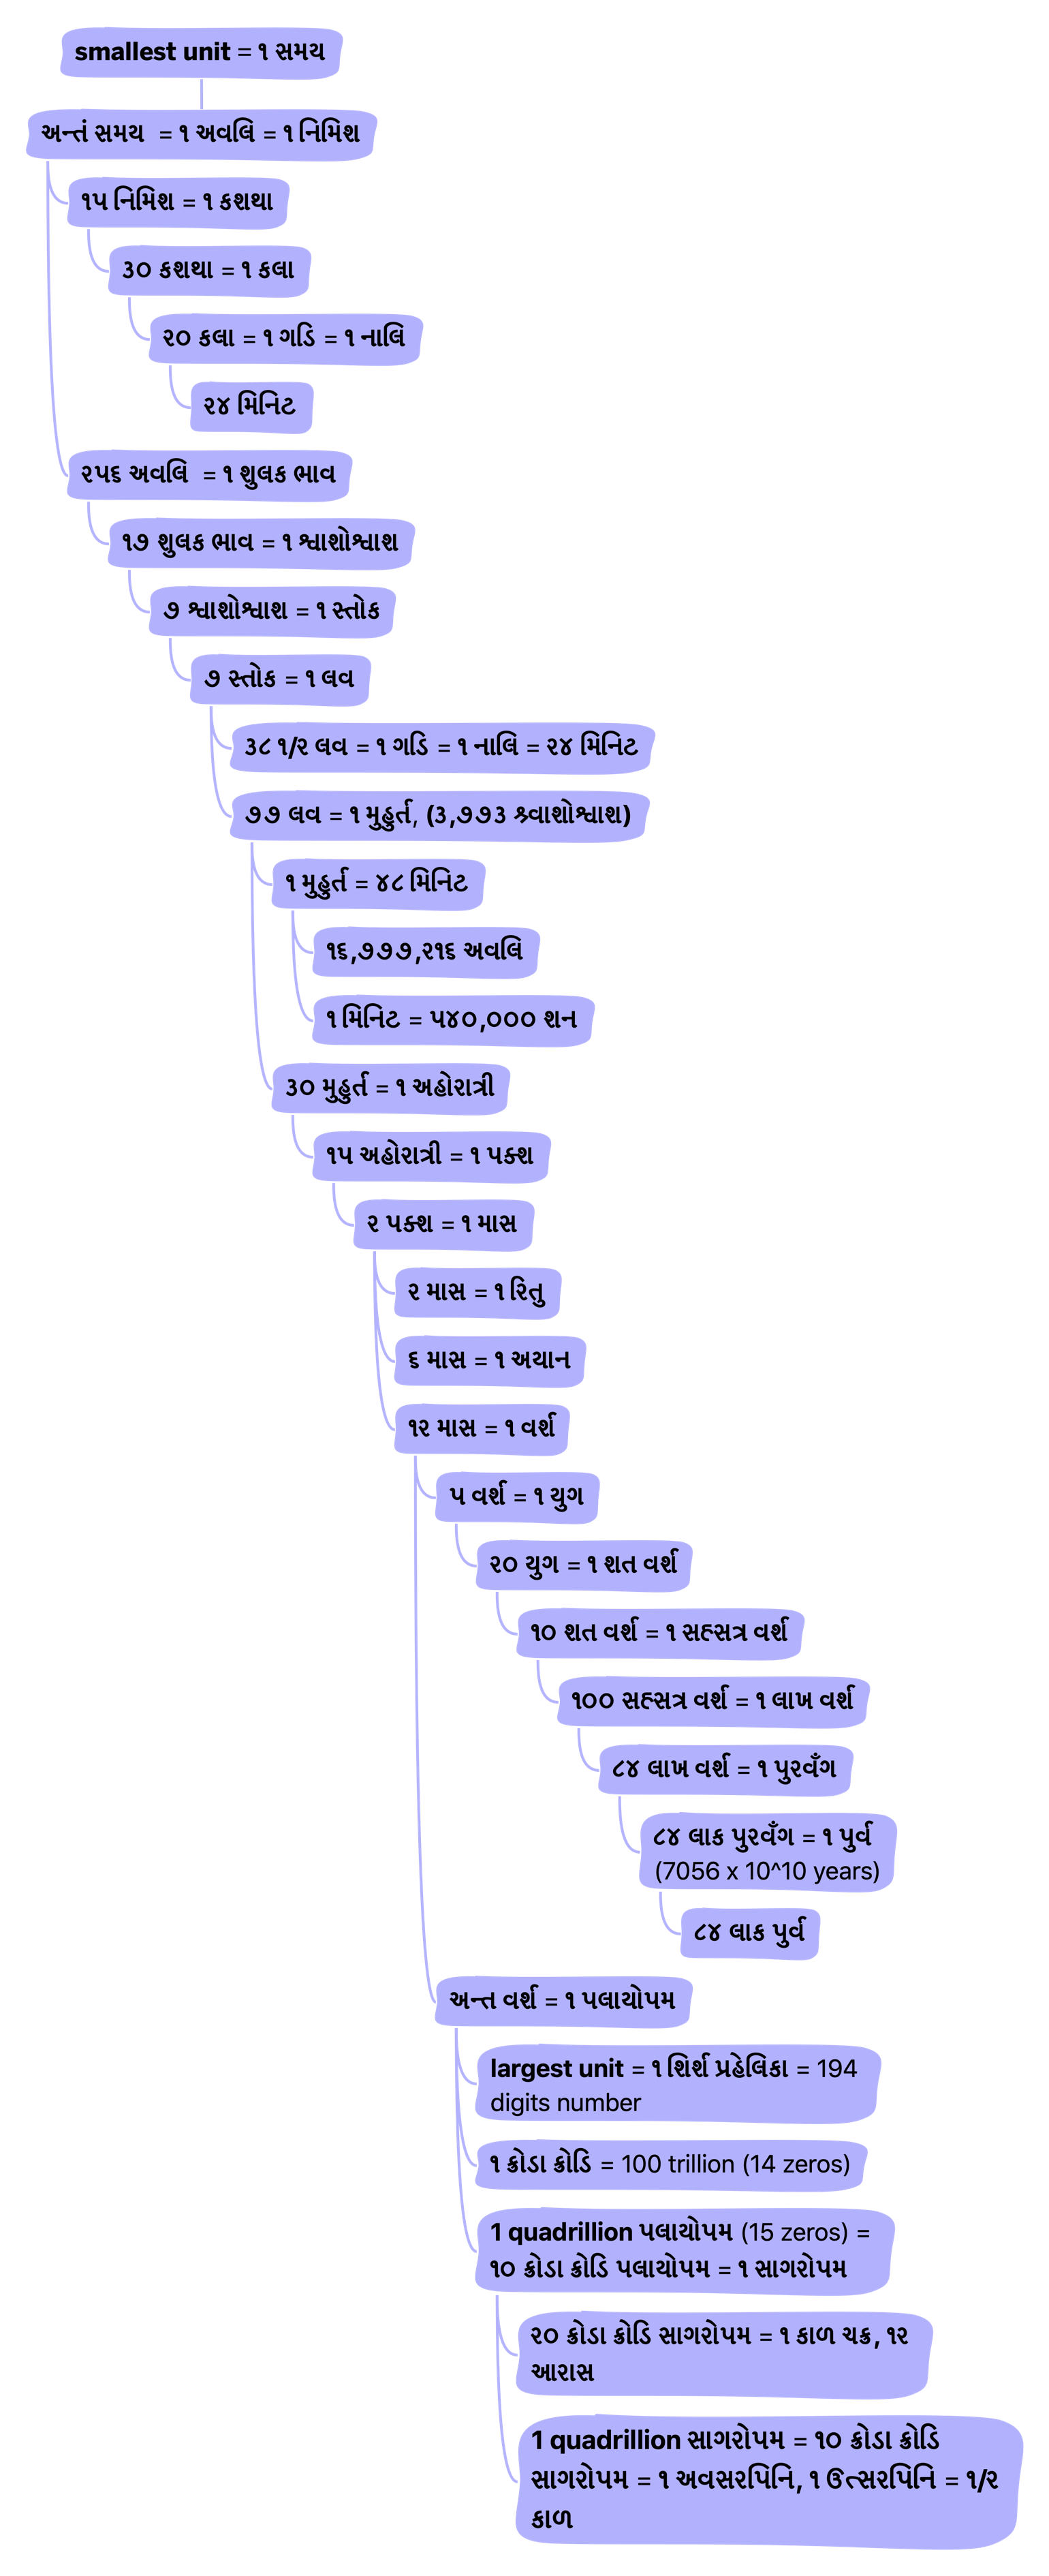 smallest unit = ૧ સમય
અન્તં સમય = ૧ અવલિ = ૧ નિમિશ
૧૫ નિમિશ = ૧ કશથા
૩૦ કશથા = ૧ કલા
૨૦ કલા = ૧ ગડિ = ૧ નાલિ
૨૪ મિનિટ
૨૫૬ અવલિ = ૧ શુલક ભાવ
૧૭ શુલક ભાવ = ૧ શ્વાશોશ્વાશ
૭ શ્વાશોશ્વાશ = ૧ સ્તોક
૭ સ્તોક = ૧ લવ
૩૮ ૧/૨ લવ = ૧ ગડિ = ૧ નાલિ = ૨૪ મિનિટ
૭૭ લવ = ૧ મુહુર્ત, (૩,૭૭૩ શ્ર્વાશોશ્વાશ)
૧ મુહુર્ત = ૪૮ મિનિટ
૧૬,૭૭૭,૨૧૬ અવલિ
૧ મિનિટ = ૫૪૦,૦૦૦ શન
૩૦ મુહુર્ત = ૧ અહોરાત્રી
૧૫ અહોરાત્રી = ૧ પક્શ
૨ પક્શ = ૧ માસ
૨ માસ = ૧ રિતુ
૬ માસ = ૧ અયાન
૧૨ માસ = ૧ વર્શ
૫ વર્શ = ૧ યુગ
૨૦ યુગ = ૧ શત વર્શ
૧૦ શત વર્શ = ૧ સહ્સત્ર વર્શ
૧૦૦ સહ્સત્ર વર્શ = ૧ લાખ વર્શ
૮૪ લાખ વર્શ = ૧ પુરવઁગ
૮૪ લાક પુરવઁગ = ૧ પુર્વ
(7056 x 10^10 years)
૮૪ લાક પુર્વ
અન્ત વર્શ = ૧ પલાયોપમ
largest unit = ૧ શિર્શ પ્રહેલિકા = 194
digits number
૧ ક્રોડા ક્રોડિ = 100 trillion (14 zeros)
1 quadrillion પલાયોપમ (15 zeros) =
૧૦ ક્રોડા ક્રોડિ પલાયોપમ = ૧ સાગરોપમ
૨૦ ક્રોડા ક્રોડિ સાગરોપમ = ૧ કાળ ચક્ર, ૧૨
આરાસ
1 quadrillion સાગરોપમ = ૧૦ ક્રોડા ક્રોડિ
સાગરોપમ = ૧ અવસરપિનિ, ૧ ઉત્સરપિનિ = ૧/૨
કાળ